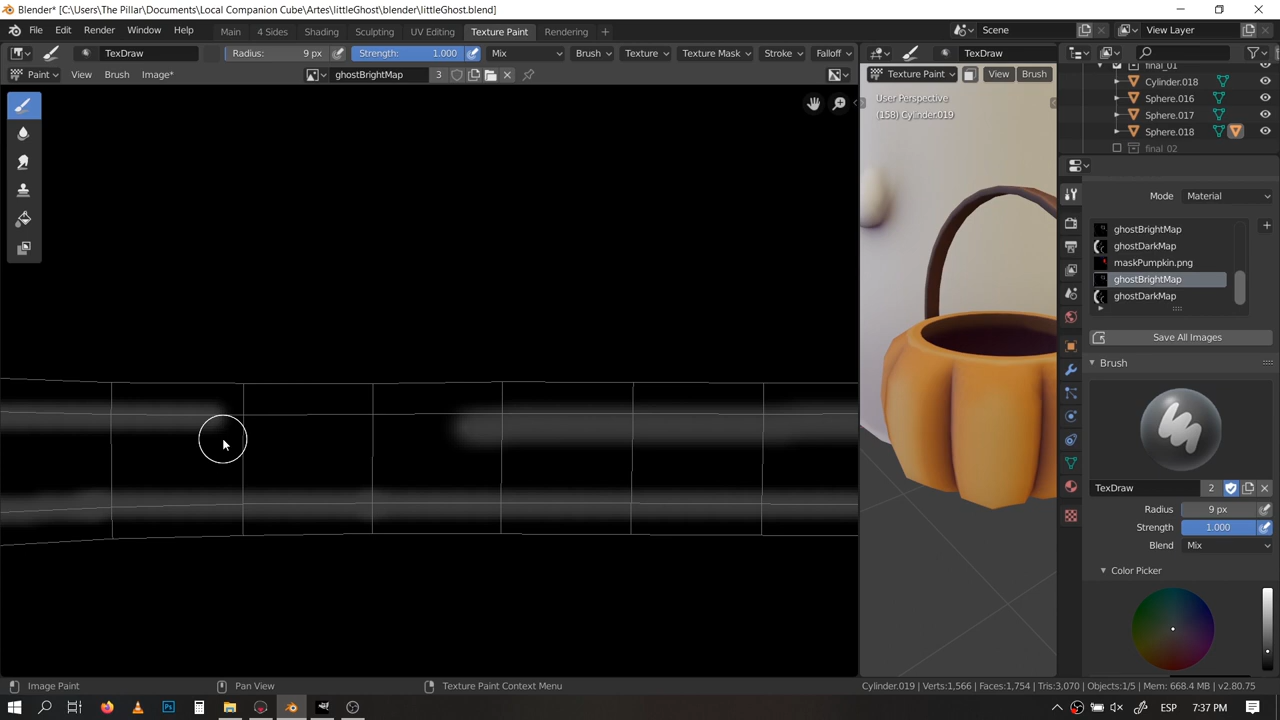 Blender* [C:\Users\The Pillar\Documents\Local Companion Cube\Artes\littleGhost\blender\littleGhost.blend]
File Edit Render Window Help Main 4 Sides Shading Sculpting UV Editing Texture Paint Rendering + Scene View Layer
TexDraw Radius: 9 px Strength: 1.000 Mix Brush Texture Texture Mask Stroke Falloff TexDraw
Paint View Brush Image* ghostBrightMap 3 Texture Paint View Brush
final_01
Cylinder.018
Sphere.016
Sphere.017
Sphere.018
final_02
User Perspective
(158) Cylinder.019
Mode Material
ghostBrightMap
ghostDarkMap
maskPumpkin.png
ghostBrightMap
ghostDarkMap
Save All Images
Brush
TexDraw 2
Radius 9 px
Strength 1.000
Blend Mix
Color Picker
Image Paint Pan View Texture Paint Context Menu Cylinder.019 | Verts:1,566 | Faces:1,754 | Tris:3,070 | Objects:1/5 | Mem: 668.4 MB | v2.80.75
ESP 7:37 PM